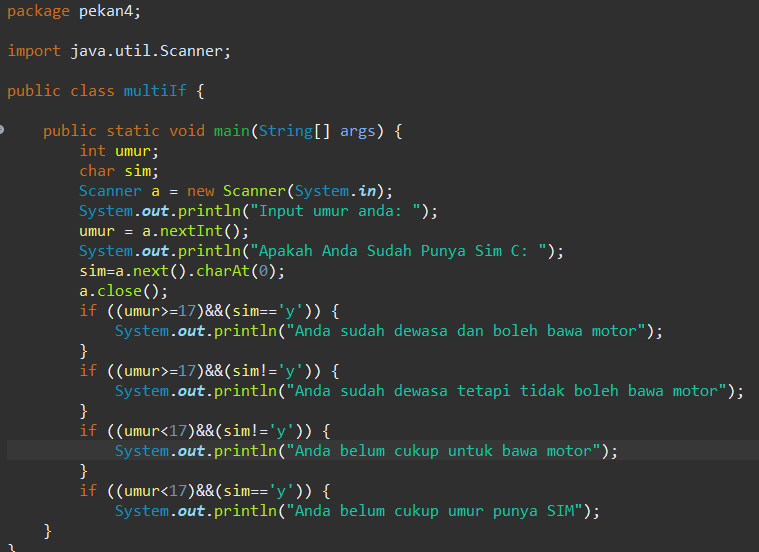 package pekan4;
import java.util.Scanner;
public class multiIf {
public static void main(String[] args) {
int umur;
char sim;
Scanner a = new Scanner(System.in);
System.out.println("Input umur anda: ");
umur = a.nextInt();
System.out.println("Apakah Anda Sudah Punya Sim C: ");
sim=a.next().charAt(0);
a.close();
if ((umur>=17)&&(sim=='y')) {
System.out.println("Anda sudah dewasa dan boleh bawa motor");
}
if ((umur>=17)&&(sim!='y')) {
System.out.println("Anda sudah dewasa tetapi tidak boleh bawa motor");
}
if ((umur<17)&&(sim!='y')) {
System.out.println("Anda belum cukup untuk bawa motor");
}
if ((umur<17)&&(sim=='y')) {
System.out.println("Anda belum cukup umur punya SIM");
}
}